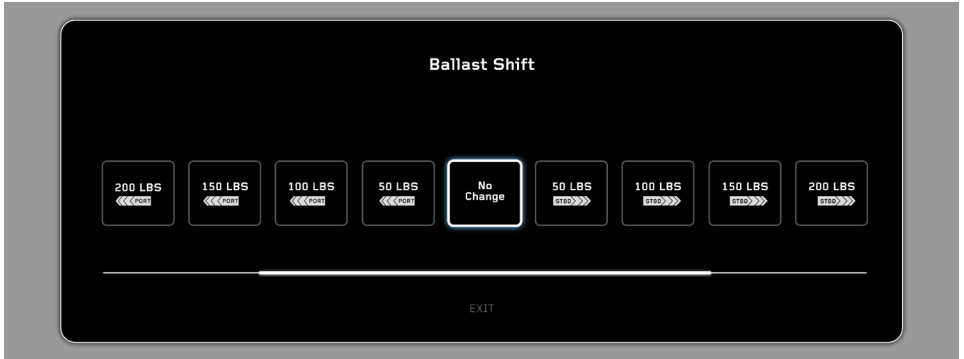 Ballast Shift
200 LBS
PORT
150 LBS
PORT
100 LBS
PORT
50 LBS
PORT
No
Change
50 LBS
STBD
100 LBS
STBD
150 LBS
STBD
200 LBS
STBD
EXIT